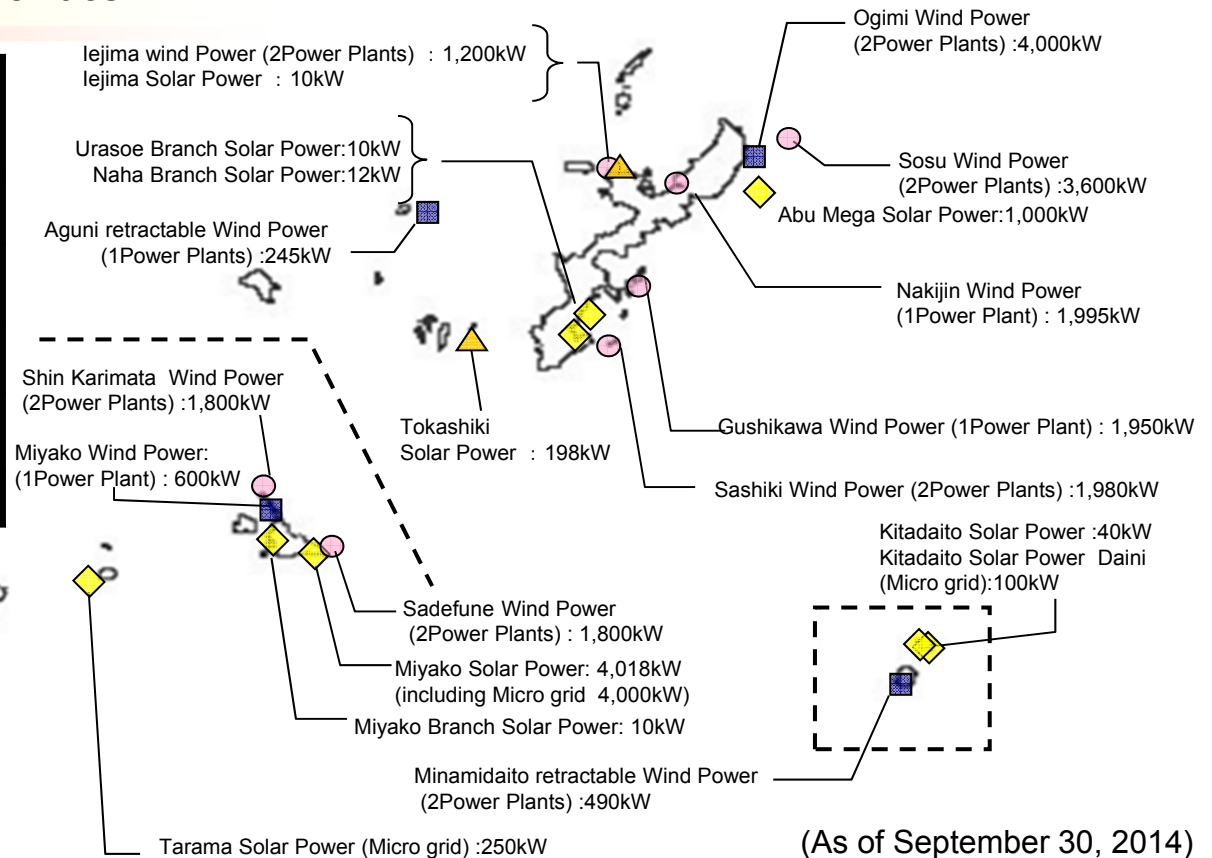 Iejima wind Power (2Power Plants) : 1,200kW
Iejima Solar Power : 10kW
Ogimi Wind Power
(2Power Plants) :4,000kW
Urasoe Branch Solar Power:10kW
Naha Branch Solar Power:12kW
Sosu Wind Power
(2Power Plants) :3,600kW
Abu Mega Solar Power:1,000kW
Aguni retractable Wind Power
(1Power Plants) :245kW
Nakijin Wind Power
(1Power Plant) : 1,995kW
Shin Karimata Wind Power
(2Power Plants) :1,800kW
Miyako Wind Power:
(1Power Plant) : 600kW
Tokashiki
Solar Power : 198kW
Gushikawa Wind Power (1Power Plant) : 1,950kW
Sashiki Wind Power (2Power Plants) :1,980kW
Kitadaito Solar Power :40kW
Kitadaito Solar Power Daini
(Micro grid):100kW
Sadefune Wind Power
(2Power Plants) : 1,800kW
Miyako Solar Power: 4,018kW
(including Micro grid 4,000kW)
Miyako Branch Solar Power: 10kW
Minamidaito retractable Wind Power
(2Power Plants) :490kW
Tarama Solar Power (Micro grid) :250kW
(As of September 30, 2014)